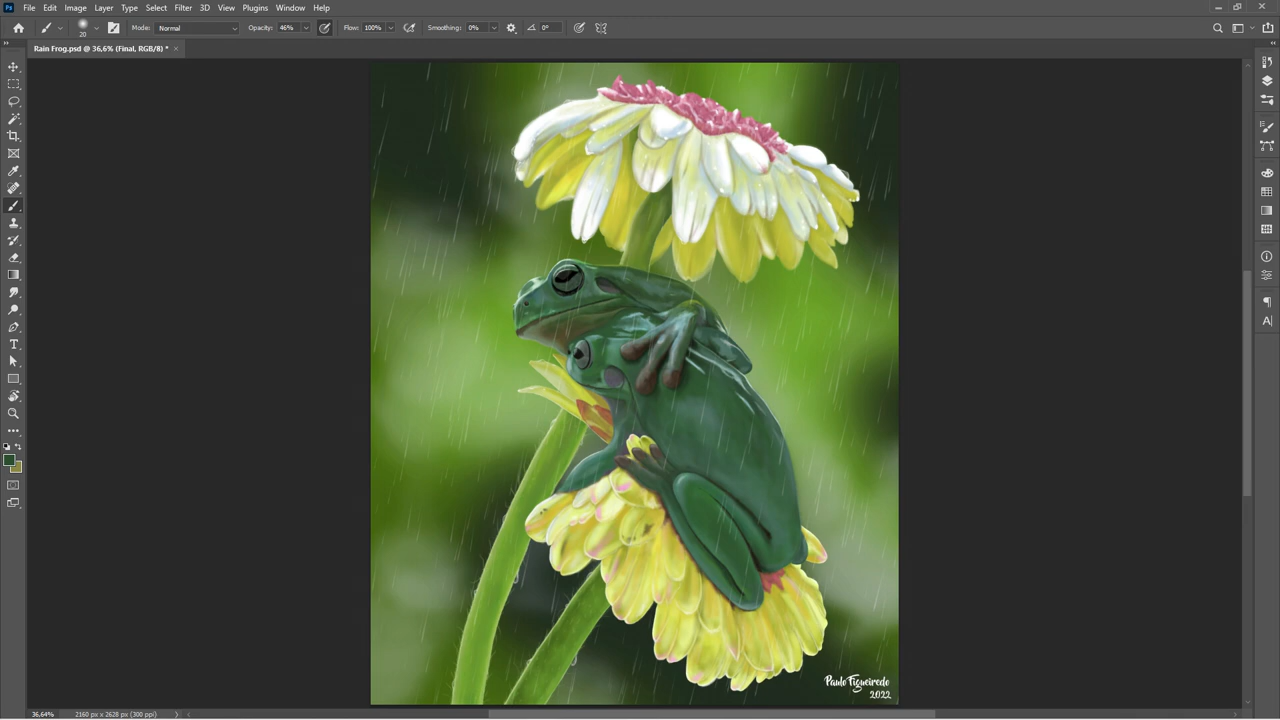 Ps File Edit Image Layer Type Select Filter 3D View Plugins Window Help
20 Mode: Normal Opacity: 46% Flow: 100% Smoothing: 0% 0°
Rain Frog.psd @ 36,6% (Final, RGB/8) * ×
Paulo Figueiredo
2022
36,64% 2160 px x 2628 px (300 ppi)